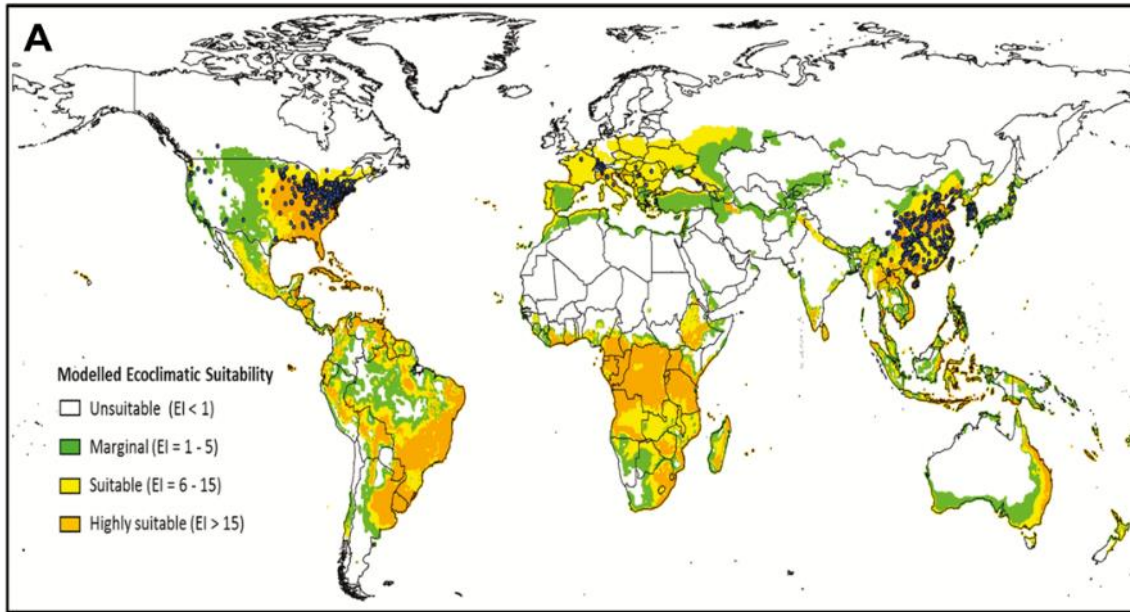 A
Modelled Ecoclimatic Suitability
Unsuitable (EI < 1)
Marginal (EI = 1 - 5)
Suitable (EI = 6 - 15)
Highly suitable (EI > 15)